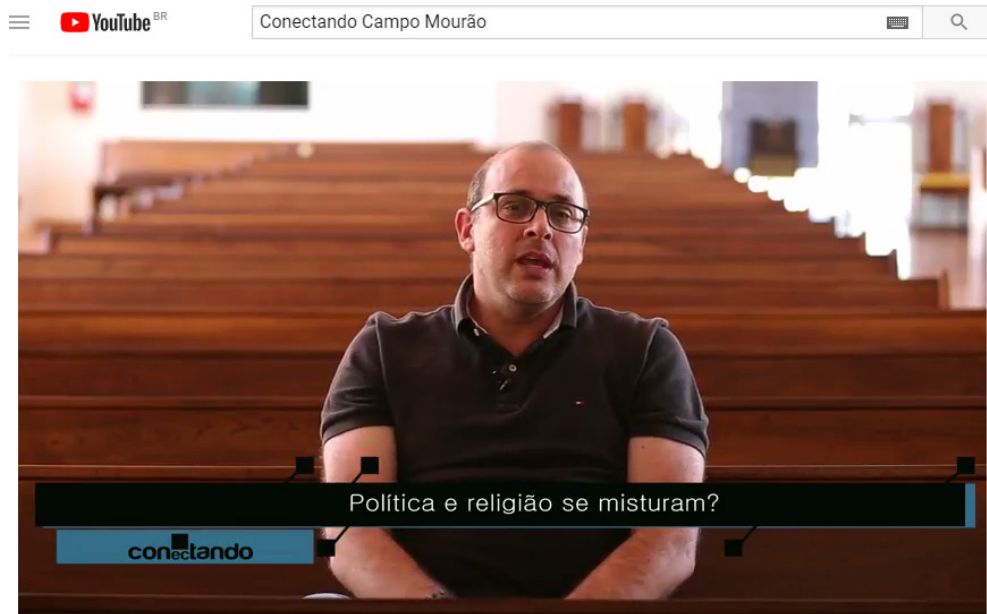 YouTube BR
Conectando Campo Mourão
Política e religião se misturam?
conectando